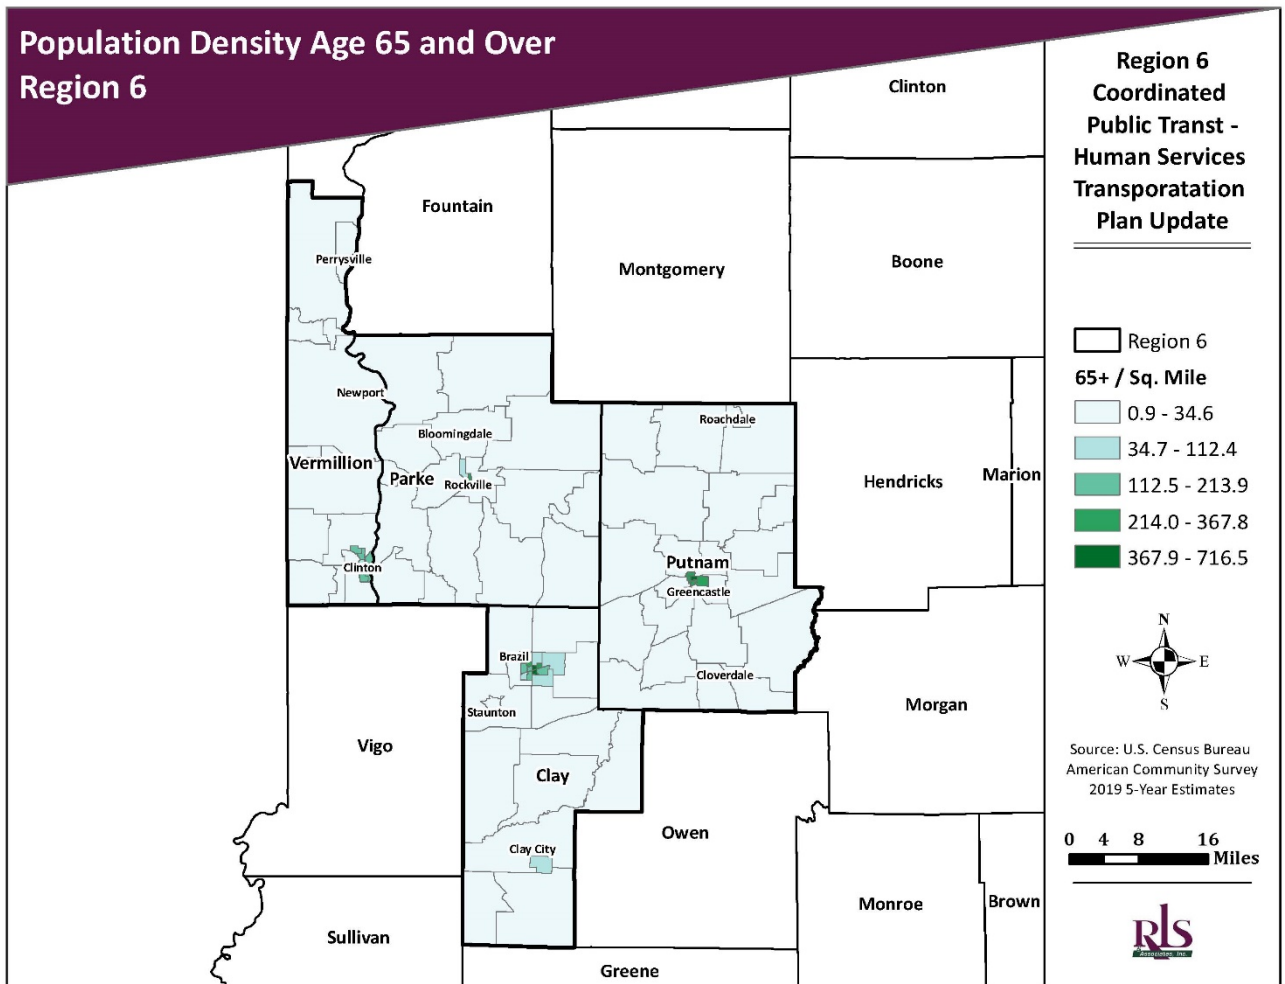 Population Density Age 65 and Over
Region 6
Region 6
Coordinated
Public Transt -
Human Services
Transporatation
Plan Update
Clinton
Fountain
Montgomery
Boone
Perrysville
Region 6
65+ / Sq. Mile
0.9 - 34.6
34.7 - 112.4
112.5 - 213.9
214.0 - 367.8
367.9 - 716.5
Newport
Roachdale
Bloomingdale
Vermillion
Parke
Rockville
Hendricks
Marion
Clinton
Putnam
Greencastle
N
W
E
S
Brazil
Cloverdale
Staunton
Morgan
Vigo
Clay
Source: U.S. Census Bureau
American Community Survey
2019 5-Year Estimates
Owen
Clay City
0 4 8 16
Miles
Monroe
Brown
Sullivan
Greene
RLS
& Associates, Inc.